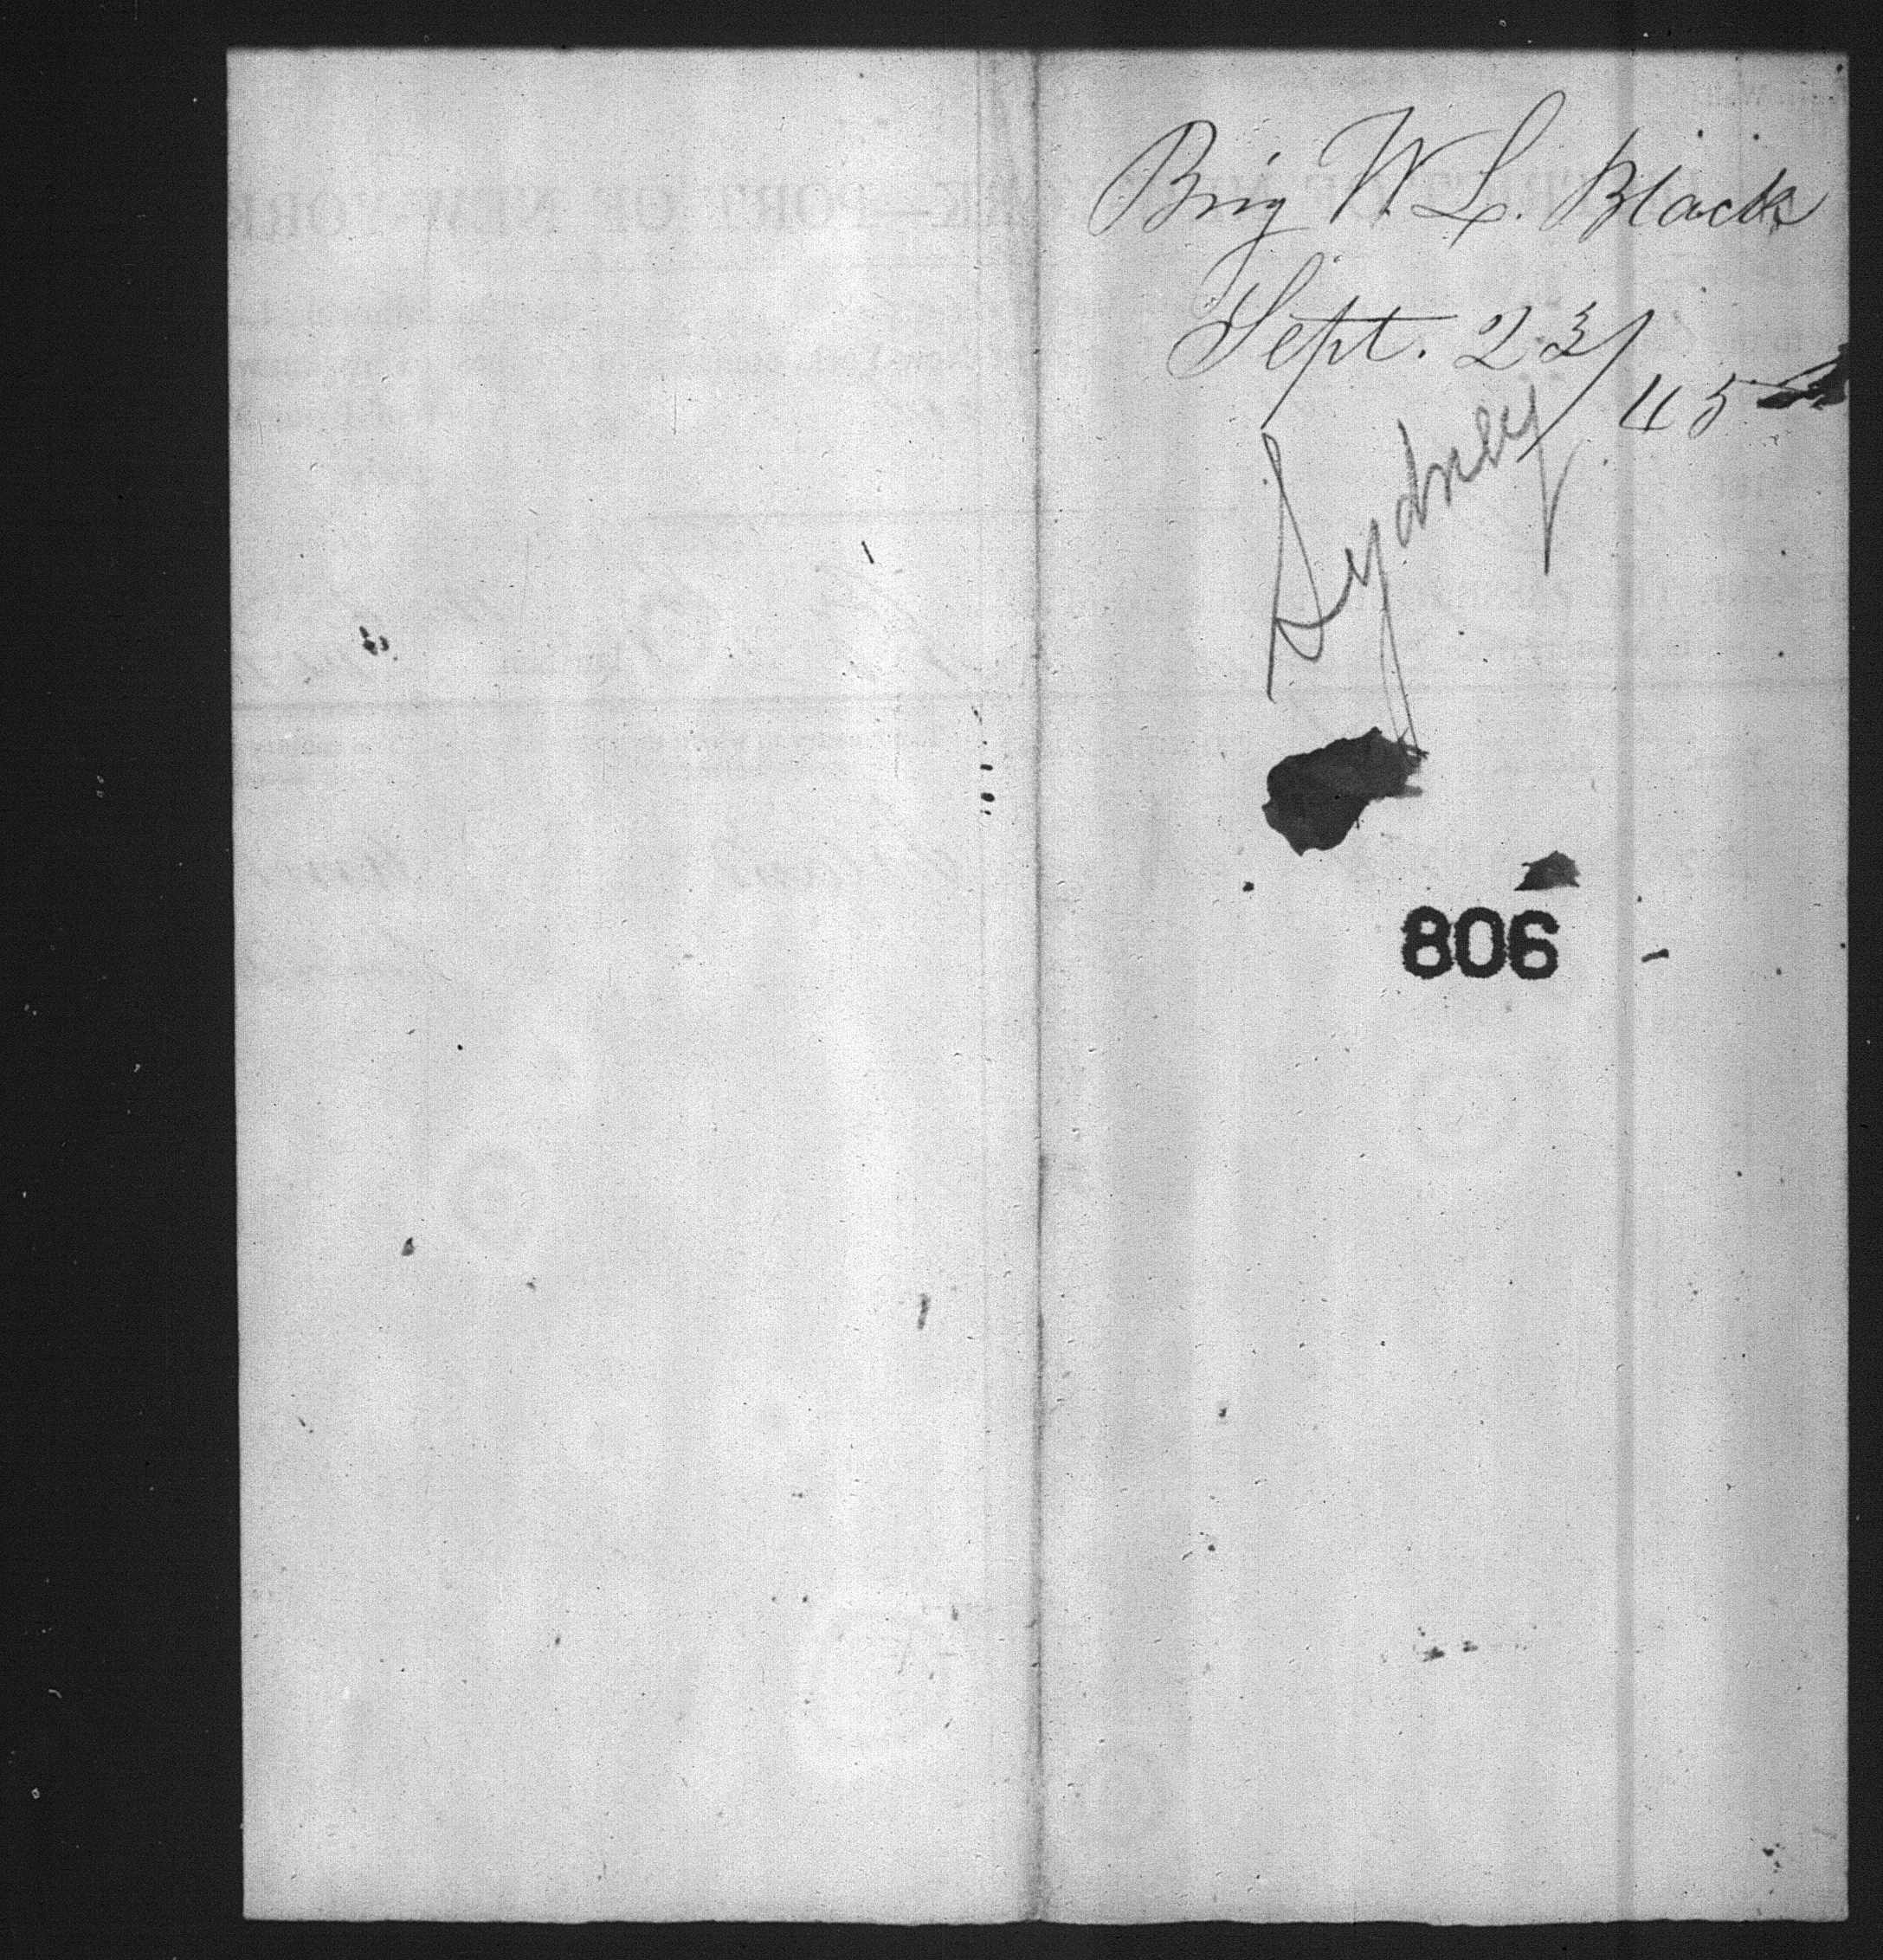 Brig W. L. Black
Sept. 23/45
Sydney
806